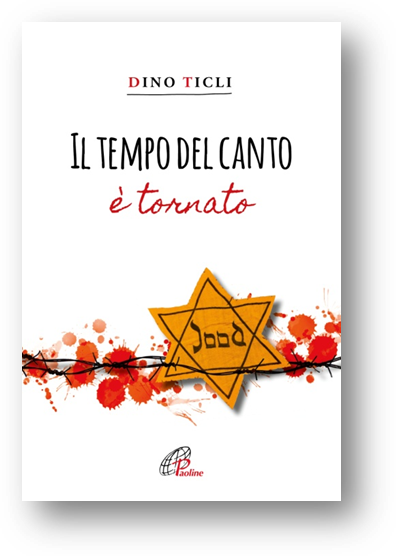 DINO TICLI
IL TEMPO DEL CANTO
è tornato
Jood
Paoline